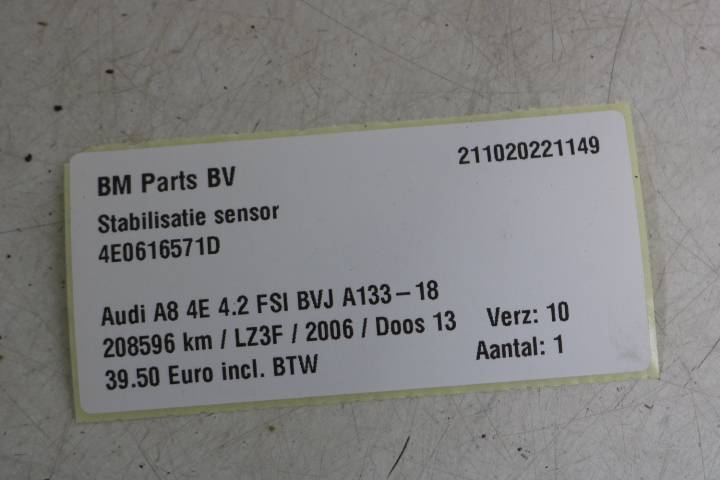 BM Parts BV 211020221149
Stabilisatie sensor
4E0616571D
Audi A8 4E 4.2 FSI BVJ A133-18
208596 km / LZ3F / 2006 / Doos 13 Verz: 10
39.50 Euro incl. BTW Aantal: 1